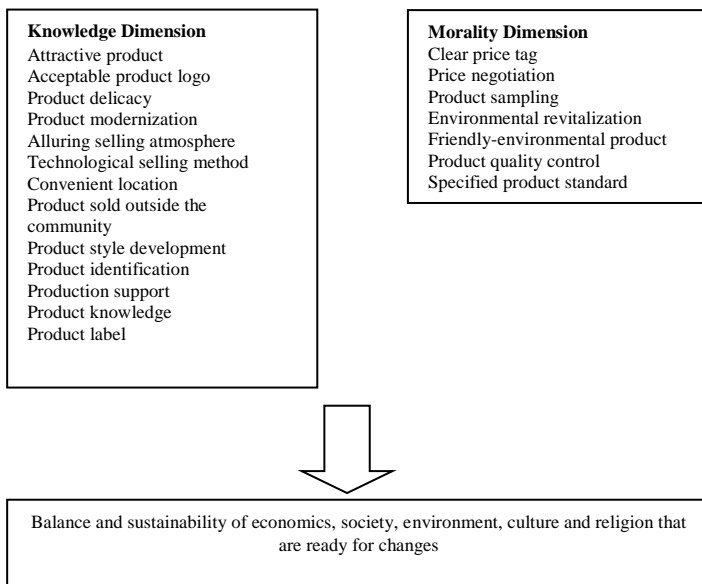 Knowledge Dimension
Attractive product
Acceptable product logo
Product delicacy
Product modernization
Alluring selling atmosphere
Technological selling method
Convenient location
Product sold outside the
community
Product style development
Product identification
Production support
Product knowledge
Product label
Morality Dimension
Clear price tag
Price negotiation
Product sampling
Environmental revitalization
Friendly-environmental product
Product quality control
Specified product standard
Balance and sustainability of economics, society, environment, culture and religion that
are ready for changes